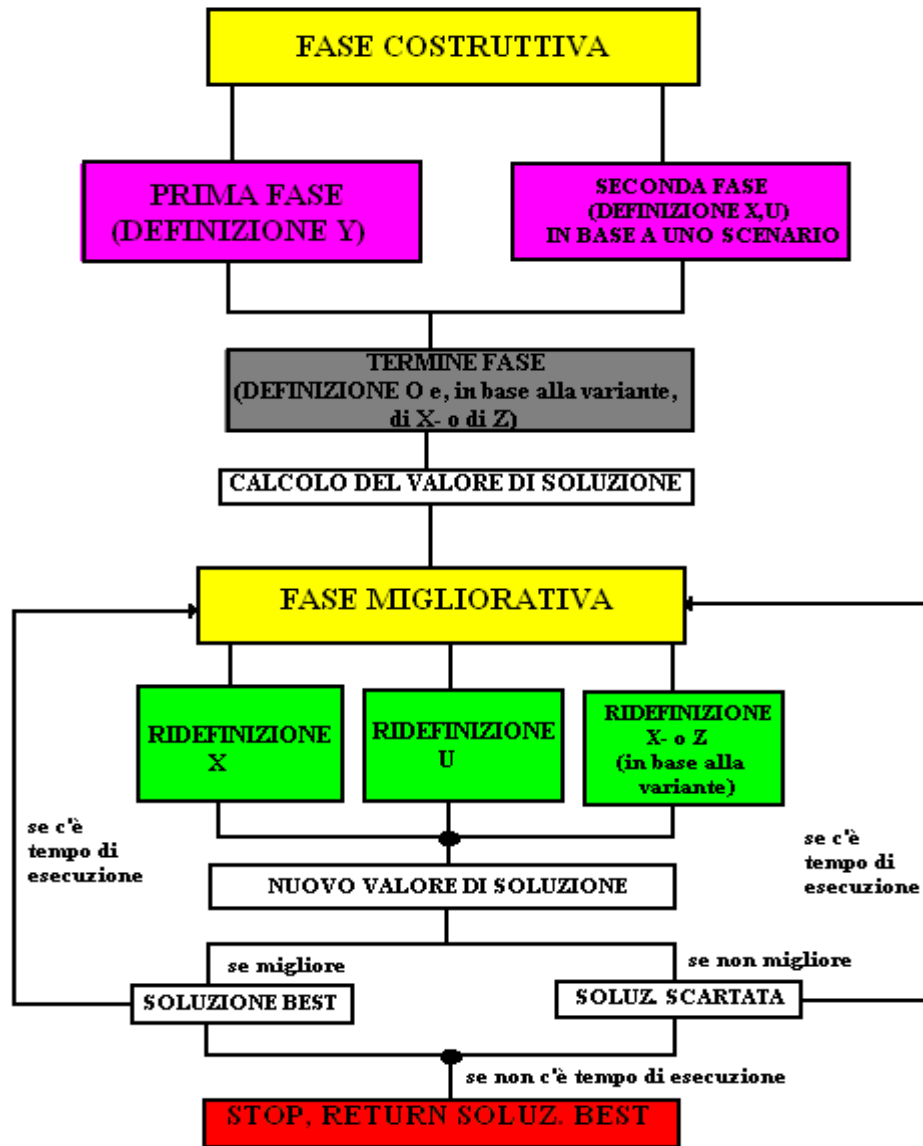 FASE COSTRUTTIVA
PRIMA FASE
(DEFINIZIONE Y)
SECONDA FASE
(DEFINIZIONE X,U)
IN BASE A UNO SCENARIO
TERMINE FASE
(DEFINIZIONE O e, in base alla variante,
di X- o di Z)
CALCOLO DEL VALORE DI SOLUZIONE
FASE MIGLIORATIVA
RIDEFINIZIONE
X
RIDEFINIZIONE
U
RIDEFINIZIONE
X- o Z
(in base alla
variante)
se c'è
tempo di
esecuzione
se c'è
tempo di
esecuzione
NUOVO VALORE DI SOLUZIONE
se migliore
se non migliore
SOLUZIONE BEST
SOLUZ. SCARTATA
se non c'è tempo di esecuzione
STOP, RETURN SOLUZ. BEST